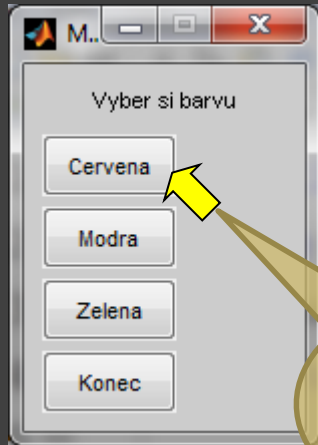 M...
Vyber si barvu
Cervena
Modra
Zelena
Konec